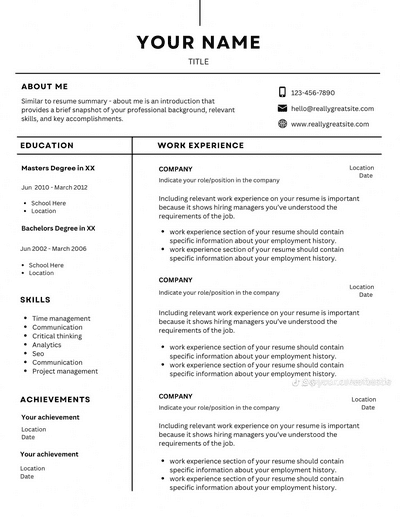 YOUR NAME
TITLE
ABOUT ME
Similar to resume summary - about me is an introduction that
provides a brief snapshot of your professional background, relevant
skills, and key accomplishments.
123-456-7890
hello@reallygreatsite.com
www.reallygreatsite.com
EDUCATION
Masters Degree in XX
Jun 2010 - March 2012
• School Here
• Location
Bachelors Degree in XX
Jun 2002 - March 2006
• School Here
• Location
SKILLS
• Time management
• Communication
• Critical thinking
• Analytics
• Seo
• Communication
• Project management
ACHIEVEMENTS
Your achievement
Location
Date
Your achievement
Location
Date
WORK EXPERIENCE
COMPANY
Location
Indicate your role/position in the company
Date
Including relevant work experience section on your resume is important
because it shows hiring managers you've understood the
requirements of the job.
• work experience section of your resume should contain
specific information about your employment history.
• work experience section of your resume should contain
specific information about your employment history.
COMPANY
Location
Indicate your role/position in the company
Date
Including relevant work experience section on your resume is important
because it shows hiring managers you've understood the
requirements of the job.
• work experience section of your resume should contain
specific information about your employment history.
• work experience section of your resume should contain
specific information about your employment history.
COMPANY
Location
Indicate your role/position in the company
Date
Including relevant work experience section on your resume is important
because it shows hiring managers you've understood the
requirements of the job.
• work experience section of your resume should contain
specific information about your employment history.
• work experience section of your resume should contain
specific information about your employment history.